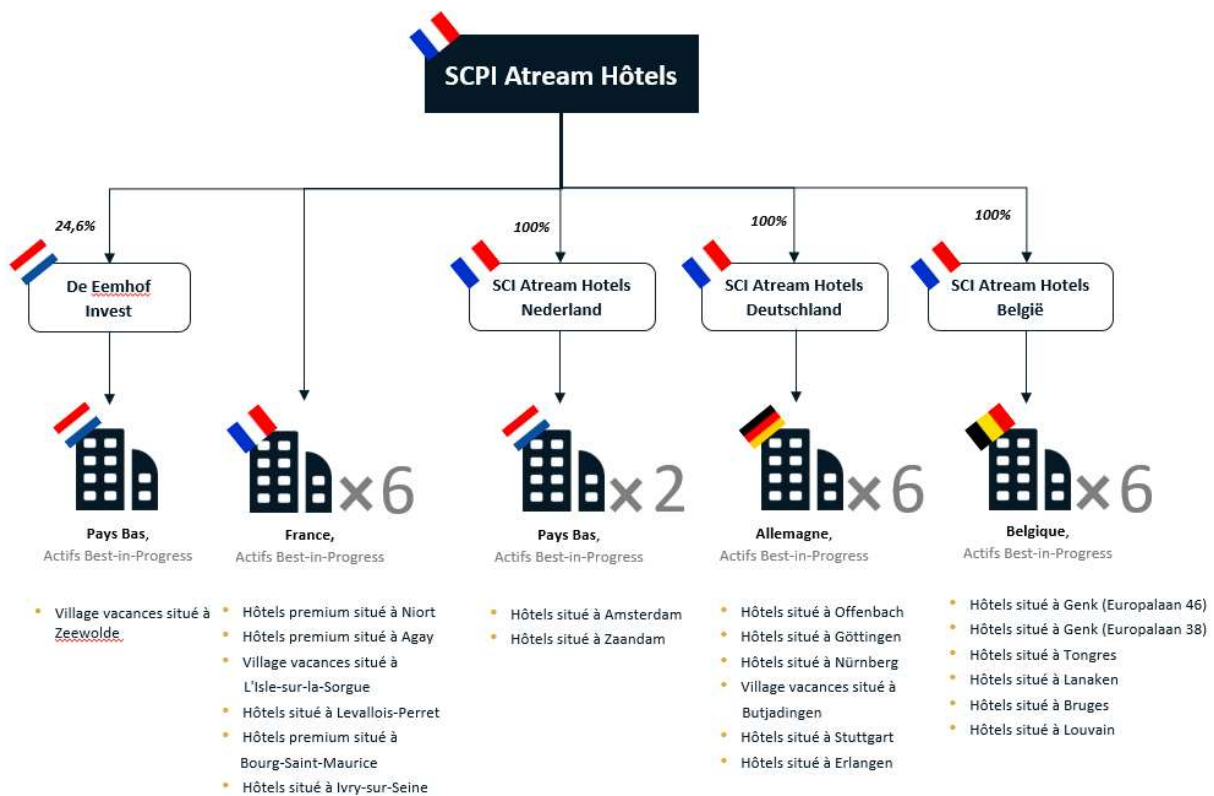 SCPI Atream Hôtels
24,6%
100%
100%
100%
De Eemhof
Invest
SCI Atream Hotels
Nederland
SCI Atream Hotels
Deutschland
SCI Atream Hotels
België
×6
×2
×6
×6
Pays Bas,
Actifs Best-in-Progress
France,
Actifs Best-in-Progress
Pays Bas,
Actifs Best-in-Progress
Allemagne,
Actifs Best-in-Progress
Belgique,
Actifs Best-in-Progress
• Village vacances situé à
Zeewolde
• Hôtels premium situé à Niort
• Hôtels premium situé à Agay
• Village vacances situé à
L'Isle-sur-la-Sorgue
• Hôtels situé à Levallois-Perret
• Hôtels premium situé à
Bourg-Saint-Maurice
• Hôtels situé à Ivry-sur-Seine
• Hôtels situé à Amsterdam
• Hôtels situé à Zaandam
• Hôtels situé à Offenbach
• Hôtels situé à Göttingen
• Hôtels situé à Nürnberg
• Village vacances situé à
Butjadingen
• Hôtels situé à Stuttgart
• Hôtels situé à Erlangen
• Hôtels situé à Genk (Europalaan 46)
• Hôtels situé à Genk (Europalaan 38)
• Hôtels situé à Tongres
• Hôtels situé à Lanaken
• Hôtels situé à Bruges
• Hôtels situé à Louvain